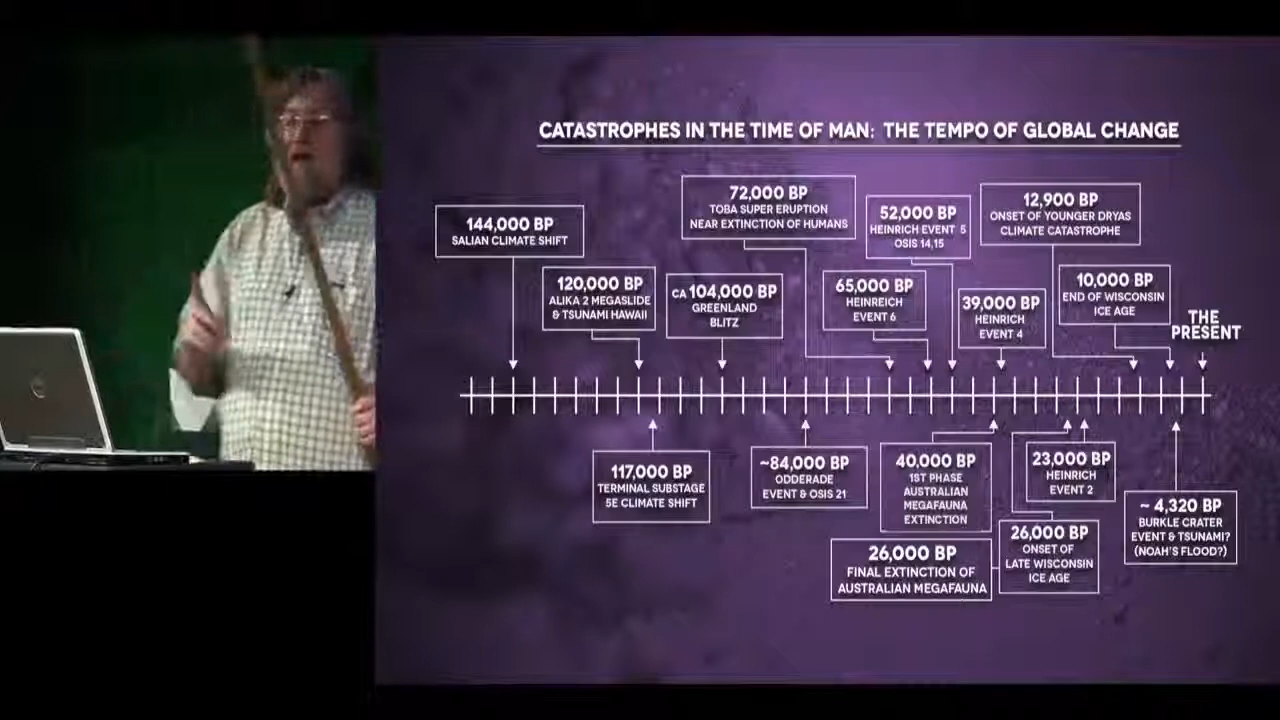 CATASTROPHES IN THE TIME OF MAN: THE TEMPO OF GLOBAL CHANGE
144,000 BP
SALIAN CLIMATE SHIFT
120,000 BP
ALIKA 2 MEGASLIDE
& TSUNAMI HAWAII
CA 104,000 BP
GREENLAND
BLITZ
72,000 BP
TOBA SUPER ERUPTION
NEAR EXTINCTION OF HUMANS
65,000 BP
HEINREICH
EVENT 6
52,000 BP
HEINRICH EVENT 5
OSIS 14,15
39,000 BP
HEINRICH
EVENT 4
12,900 BP
ONSET OF YOUNGER DRYAS
CLIMATE CATASTROPHE
10,000 BP
END OF WISCONSIN
ICE AGE
THE
PRESENT
117,000 BP
TERMINAL SUBSTAGE
5E CLIMATE SHIFT
~84,000 BP
ODDERADE
EVENT & OSIS 21
40,000 BP
1ST PHASE
AUSTRALIAN
MEGAFAUNA
EXTINCTION
26,000 BP
FINAL EXTINCTION OF
AUSTRALIAN MEGAFAUNA
23,000 BP
HEINRICH
EVENT 2
26,000 BP
ONSET OF
LATE WISCONSIN
ICE AGE
~ 4,320 BP
BURKLE CRATER
EVENT & TSUNAMI?
(NOAH'S FLOOD?)